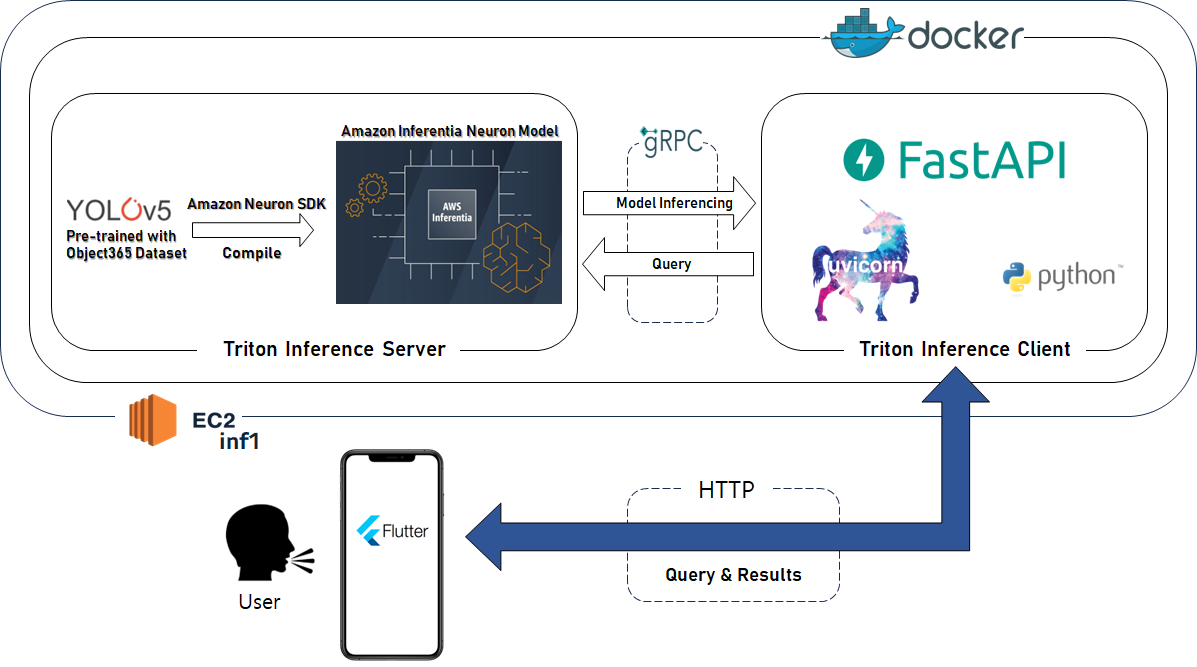 docker
Amazon Inferentia Neuron Model
AWS
Inferentia
YOLOv5
Pre-trained with
Object365 Dataset
Amazon Neuron SDK
Compile
Triton Inference Server
gRPC
Model Inferencing
Query
FastAPI
uvicorn
python™
Triton Inference Client
EC2
inf1
HTTP
Flutter
Query & Results
User